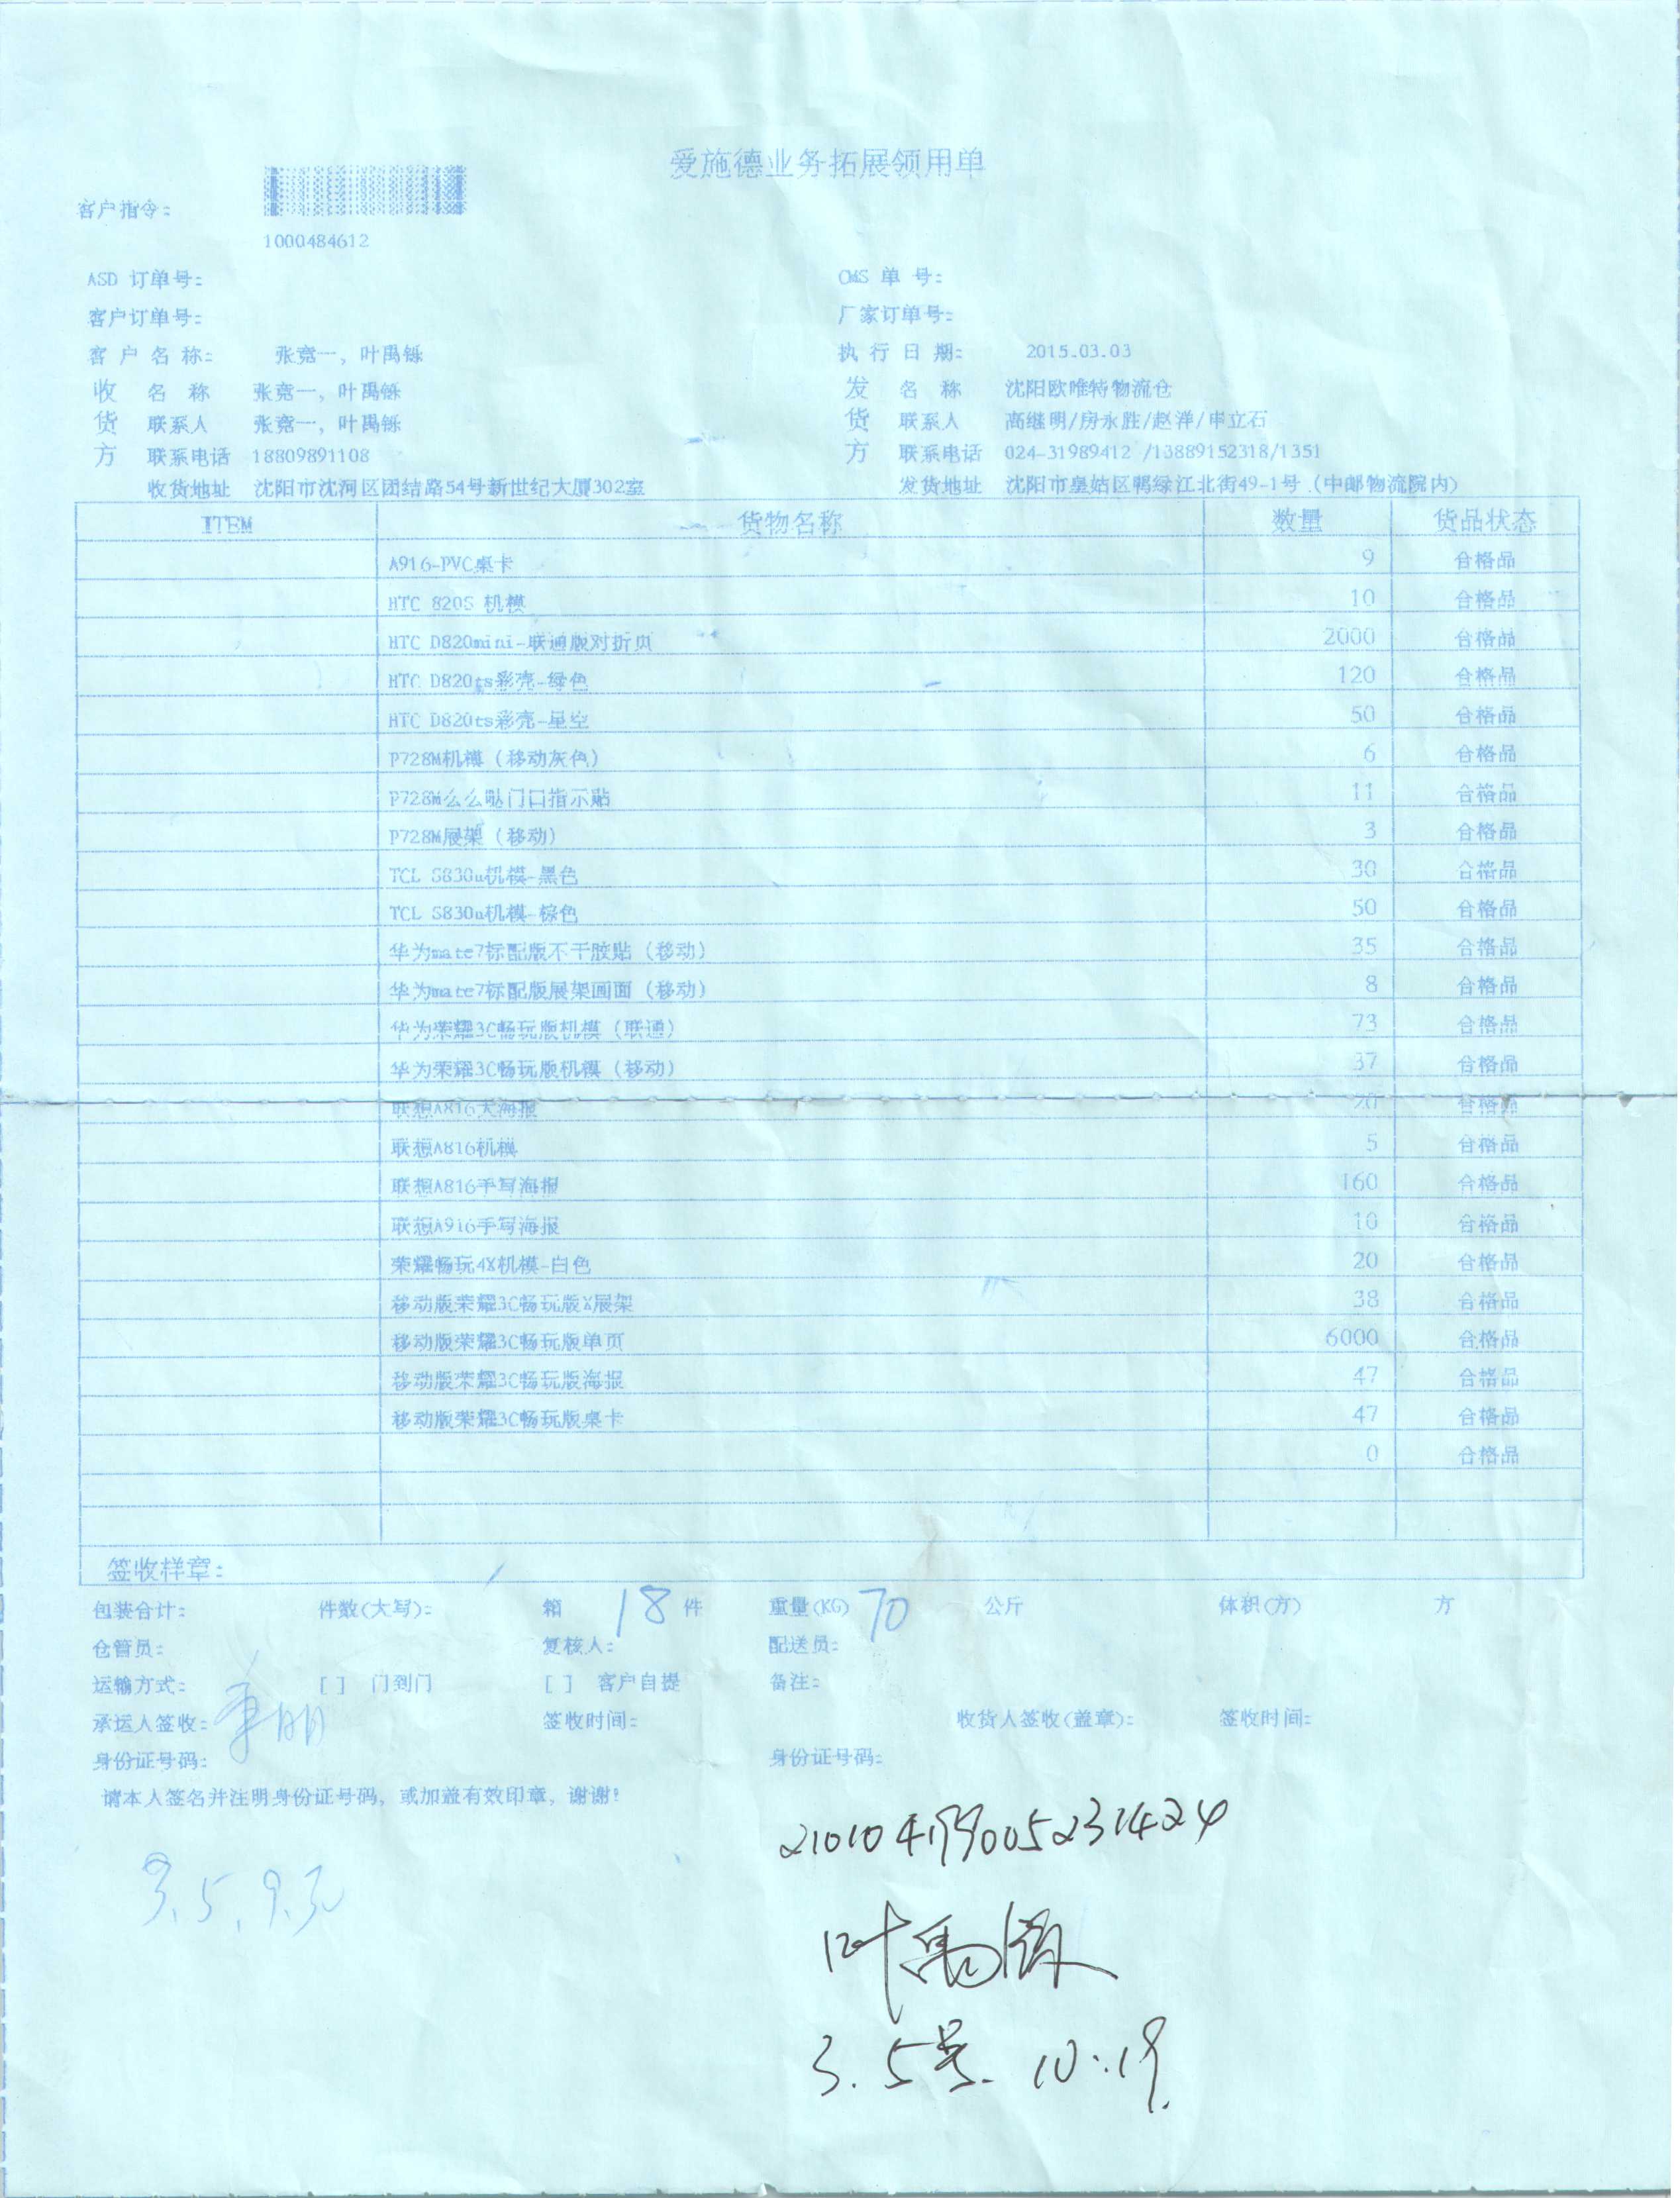 爱施德业务拓展领用单
客户指令:
1000484612
ASD 订单号: OMS 单 号:
客户订单号: 厂家订单号:
客 户 名 称: 张竞一, 叶禹铄 执 行 日 期: 2015.03.03
收 名 称 张竞一, 叶禹铄 发 名 称 沈阳欧唯特物流仓
货 联系人 张竞一, 叶禹铄 货 联系人 高继明/房永胜/赵洋/申立石
方 联系电话 18809891108 方 联系电话 024-31989412 /13889152318/1351
收货地址 沈阳市沈河区团结路54号新世纪大厦302室 发货地址 沈阳市皇姑区鸭绿江北街49-1号.(中邮物流院内)
ITEM 货物名称 数量 货品状态
A916-PVC桌卡 9 合格品
HTC 820S 机模 10 合格品
HTC D820mini-联通版对折页 2000 合格品
HTC D820ts彩壳-绿色 120 合格品
HTC D820ts彩壳-星空 50 合格品
P728M机模 (移动灰色) 6 合格品
P728M么么哒门口指示贴 11 合格品
P728M展架 (移动) 3 合格品
TCL S830u机模-黑色 30 合格品
TCL S830u机模-棕色 50 合格品
华为mate7标配版不干胶贴 (移动) 35 合格品
华为mate7标配版展架画面 (移动) 8 合格品
华为荣耀3C畅玩版机模 (联通) 73 合格品
华为荣耀3C畅玩版机模 (移动) 37 合格品
联想A816大海报 20 合格品
联想A816机模 5 合格品
联想A816手写海报 160 合格品
联想A916手写海报 10 合格品
荣耀畅玩4X机模-白色 20 合格品
移动版荣耀3C畅玩版X展架 38 合格品
移动版荣耀3C畅玩版单页 6000 合格品
移动版荣耀3C畅玩版海报 47 合格品
移动版荣耀3C畅玩版桌卡 47 合格品
0 合格品
签收样章:
包装合计: 件数(大写): 箱 18 件 重量(KG) 70 公斤 体积(方) 方
仓管员: 复核人: 配送员:
运输方式: [ ] 门到门 [ ] 客户自提 备注:
承运人签收: 签收时间: 收货人签收(盖章): 签收时间:
身份证号码: 身份证号码:
请本人签名并注明身份证号码, 或加盖有效印章, 谢谢!
210104199005231424
3.5.9.30
叶禹铄
3.5号. 10:19.